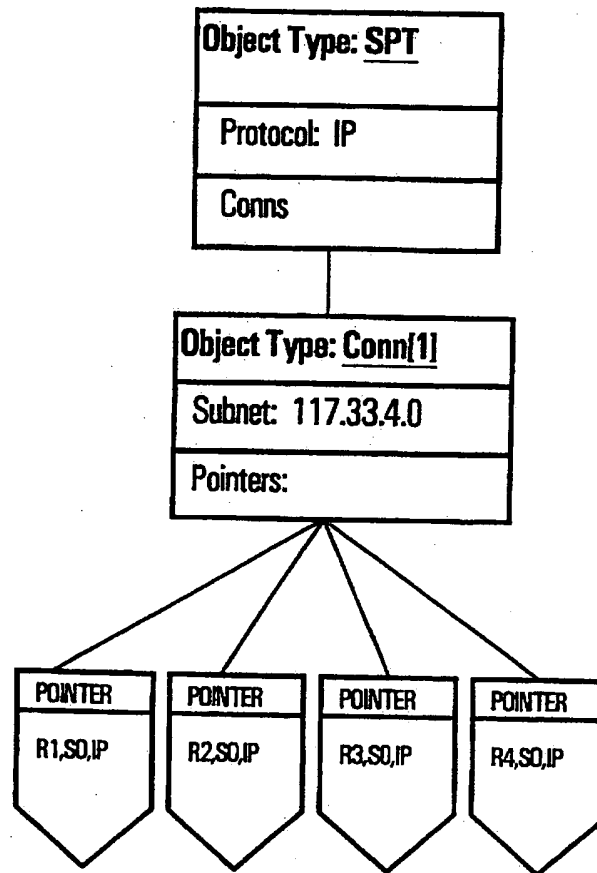 Object Type: SPT
Protocol: IP
Conns
Object Type: Conn[1]
Subnet: 117.33.4.0
Pointers:
POINTER
R1,S0,IP
POINTER
R2,S0,IP
POINTER
R3,S0,IP
POINTER
R4,S0,IP